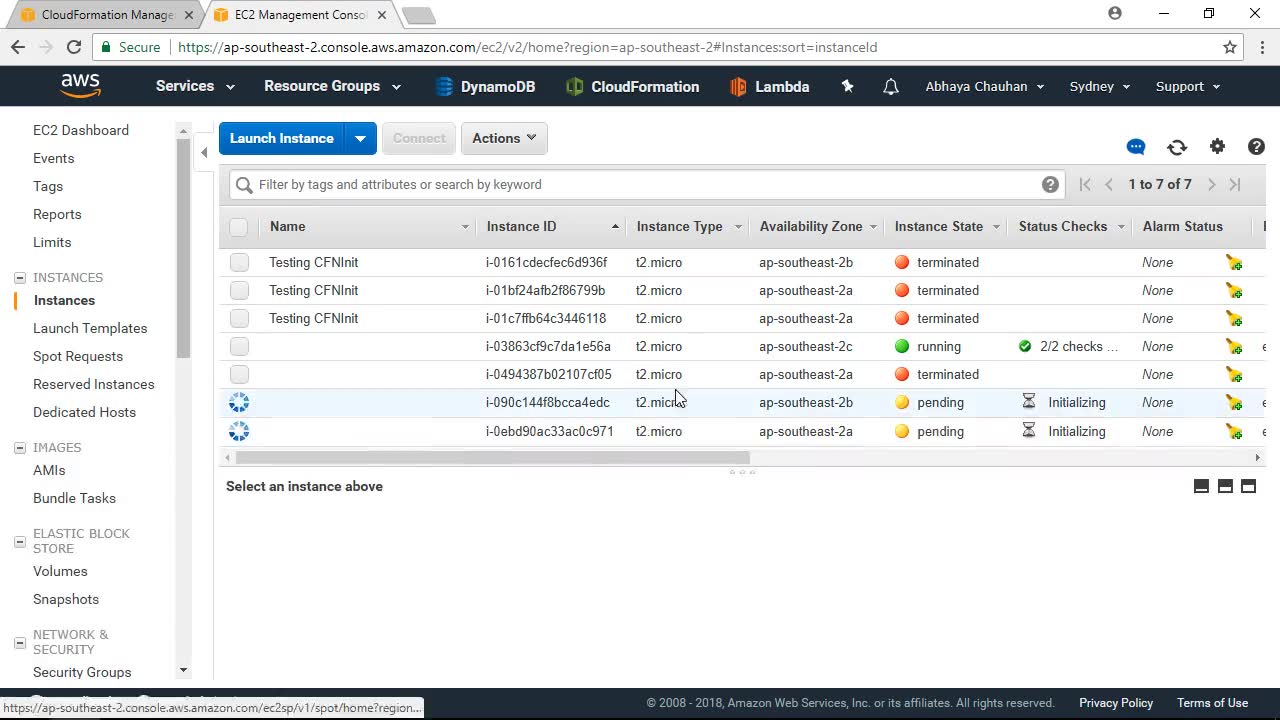 CloudFormation Manage
EC2 Management Conso
Secure
https://ap-southeast-2.console.aws.amazon.com/ec2/v2/home?region=ap-southeast-2#Instances:sort=instanceId
aws
Services
Resource Groups
DynamoDB
CloudFormation
Lambda
Abhaya Chauhan
Sydney
Support
EC2 Dashboard
Events
Tags
Reports
Limits
INSTANCES
Instances
Launch Templates
Spot Requests
Reserved Instances
Dedicated Hosts
IMAGES
AMIs
Bundle Tasks
ELASTIC BLOCK
STORE
Volumes
Snapshots
NETWORK &
SECURITY
Security Groups
Launch Instance
Connect
Actions
Filter by tags and attributes or search by keyword
1 to 7 of 7
Name Instance ID Instance Type Availability Zone Instance State Status Checks Alarm Status
Testing CFNInit i-0161cdecfec6d936f t2.micro ap-southeast-2b terminated None
Testing CFNInit i-01bf24afb2f86799b t2.micro ap-southeast-2a terminated None
Testing CFNInit i-01c7ffb64c3446118 t2.micro ap-southeast-2a terminated None
i-03863cf9c7da1e56a t2.micro ap-southeast-2c running 2/2 checks ... None
i-0494387b02107cf05 t2.micro ap-southeast-2a terminated None
i-090c144f8bcca4edc t2.micro ap-southeast-2b pending Initializing None
i-0ebd90ac33ac0c971 t2.micro ap-southeast-2a pending Initializing None
Select an instance above
https://ap-southeast-2.console.aws.amazon.com/ec2sp/v1/spot/home?region...
© 2008 - 2018, Amazon Web Services, Inc. or its affiliates. All rights reserved.
Privacy Policy
Terms of Use